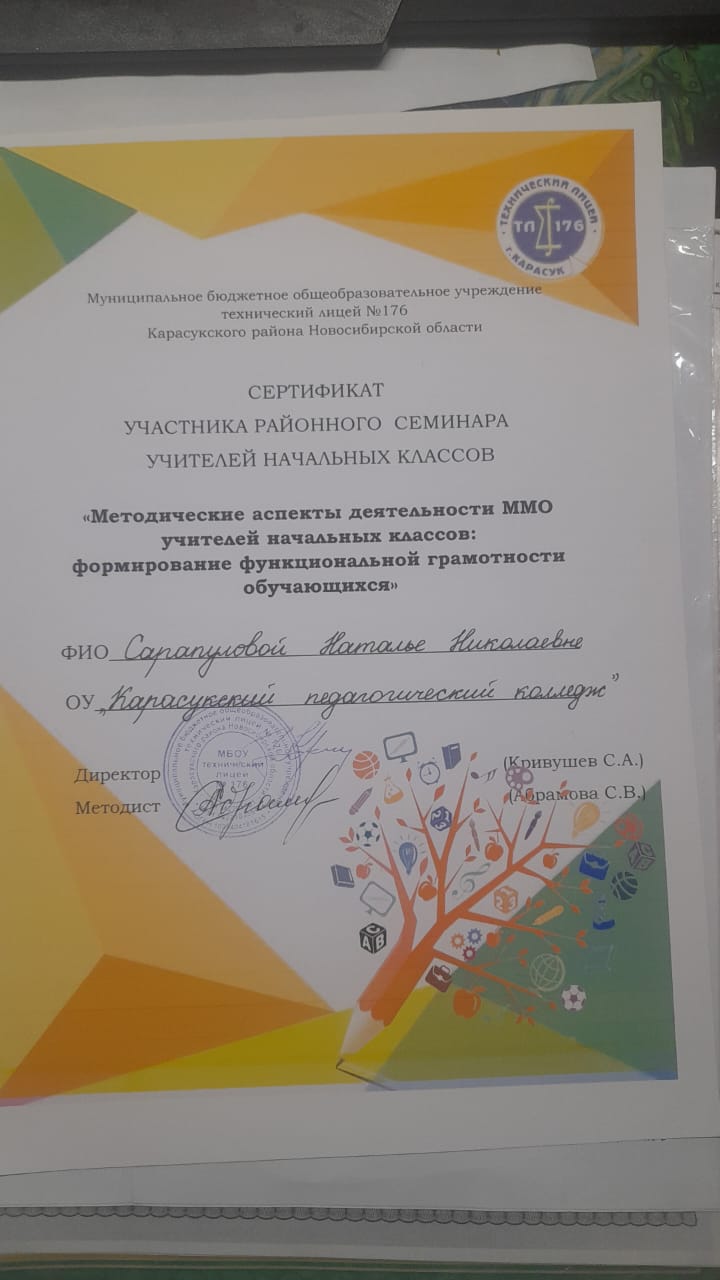 ТЕХНИЧЕСКИЙ ЛИЦЕЙ
ТЛ 176
г. КАРАСУК
Муниципальное бюджетное общеобразовательное учреждение
технический лицей №176
Карасукского района Новосибирской области
СЕРТИФИКАТ
УЧАСТНИКА РАЙОННОГО СЕМИНАРА
УЧИТЕЛЕЙ НАЧАЛЬНЫХ КЛАССОВ
«Методические аспекты деятельности ММО
учителей начальных классов:
формирование функциональной грамотности
обучающихся»
ФИО Сарапуловой Наталье Николаевне
ОУ „Карасукский педагогический колледж”
МБОУ
технический
лицей
№ 176
Директор (Кривушев С.А.)
Методист (Абрамова С.В.)